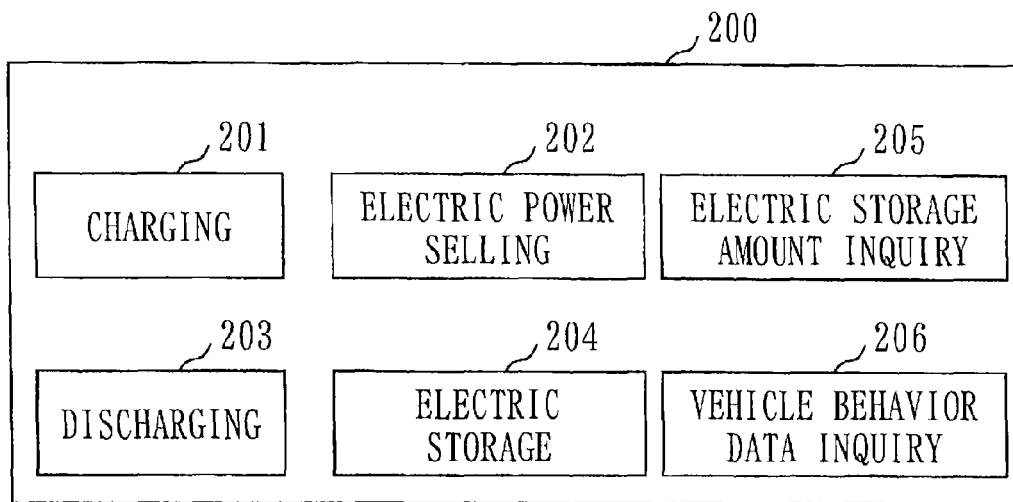 200
201
202
205
CHARGING
ELECTRIC POWER
SELLING
ELECTRIC STORAGE
AMOUNT INQUIRY
203
204
206
DISCHARGING
ELECTRIC
STORAGE
VEHICLE BEHAVIOR
DATA INQUIRY